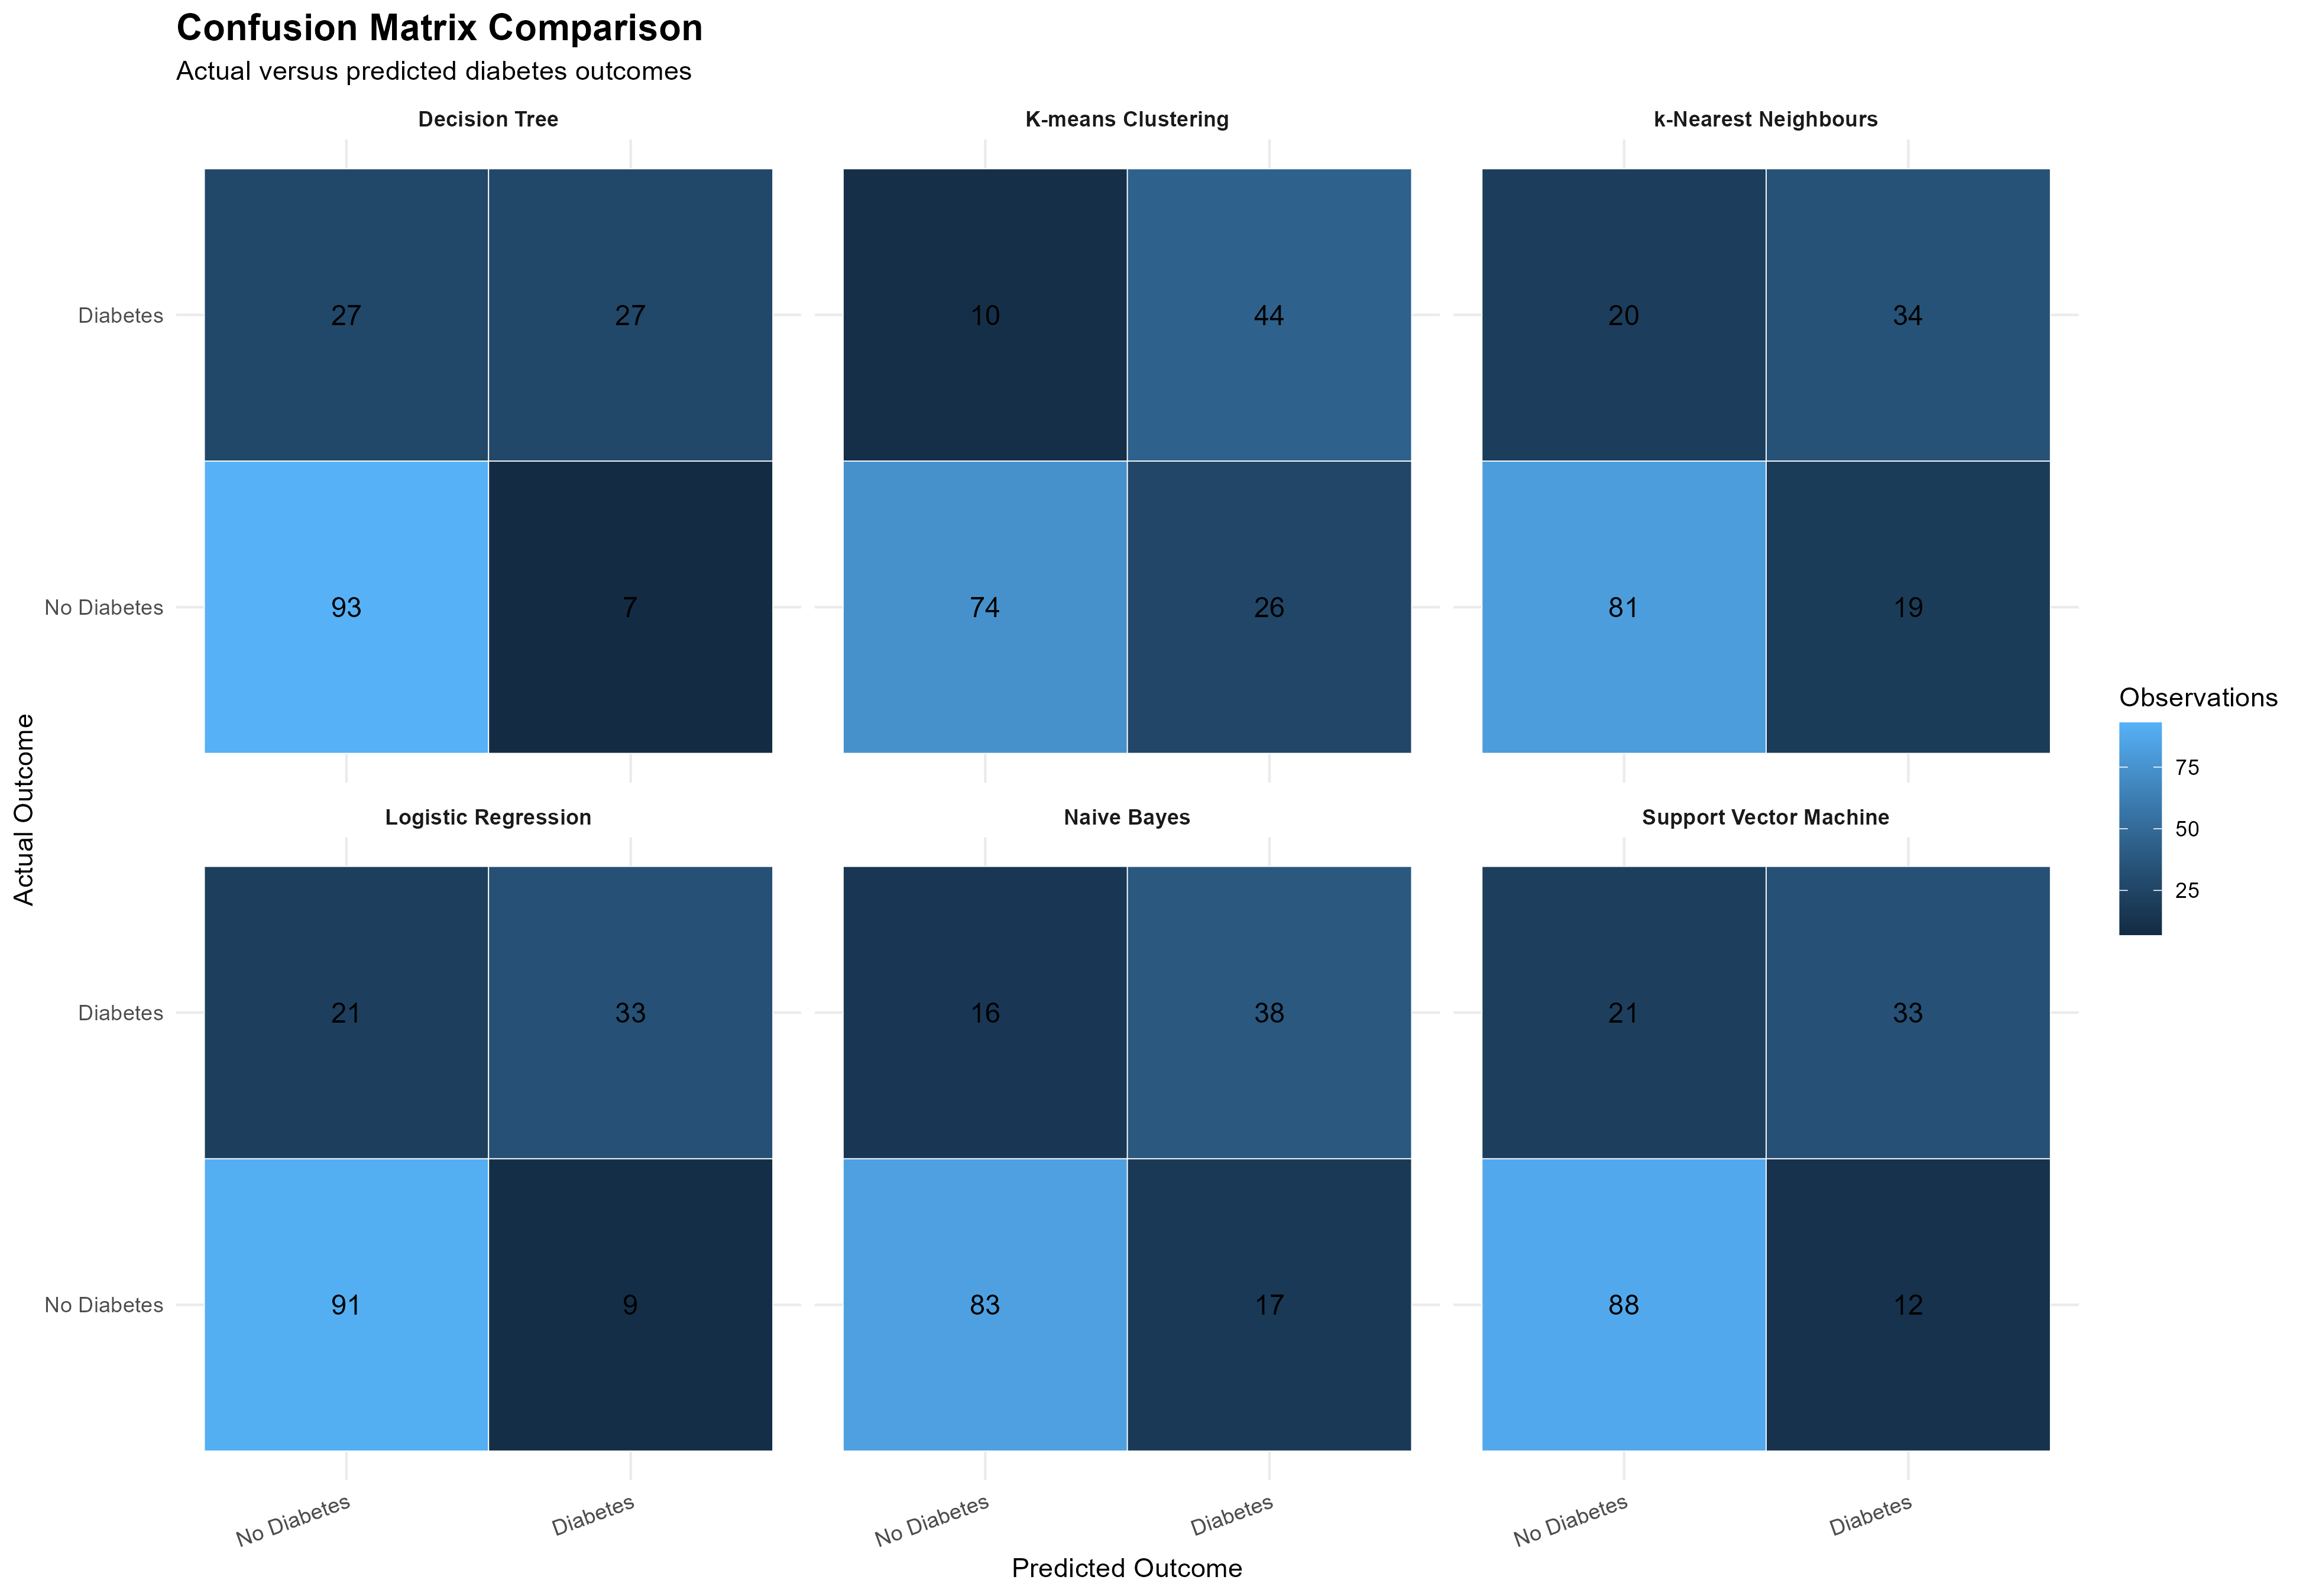 Confusion Matrix Comparison
Actual versus predicted diabetes outcomes
Decision Tree
K-means Clustering
k-Nearest Neighbours
Diabetes
27
27
10
44
20
34
No Diabetes
93
7
74
26
81
19
Logistic Regression
Naive Bayes
Support Vector Machine
Diabetes
21
33
16
38
21
33
No Diabetes
91
9
83
17
88
12
No Diabetes
Diabetes
No Diabetes
Diabetes
No Diabetes
Diabetes
Predicted Outcome
Actual Outcome
Observations
75
50
25